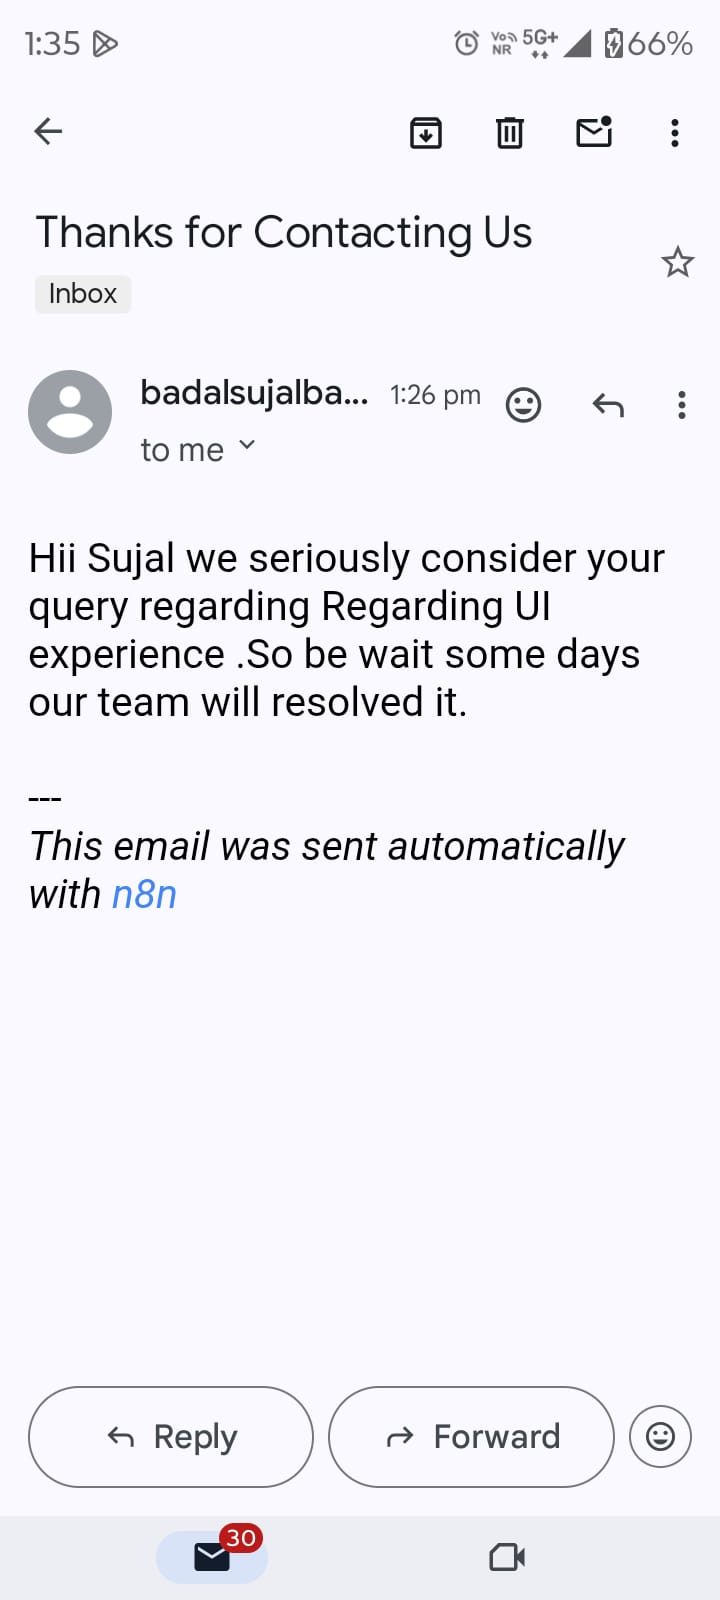 1:35
Vo NR 5G+ 66%
Thanks for Contacting Us
Inbox
badalsujalba... 1:26 pm
to me
Hii Sujal we seriously consider your
query regarding Regarding UI
experience .So be wait some days
our team will resolved it.
---
This email was sent automatically
with n8n
Reply
Forward
30